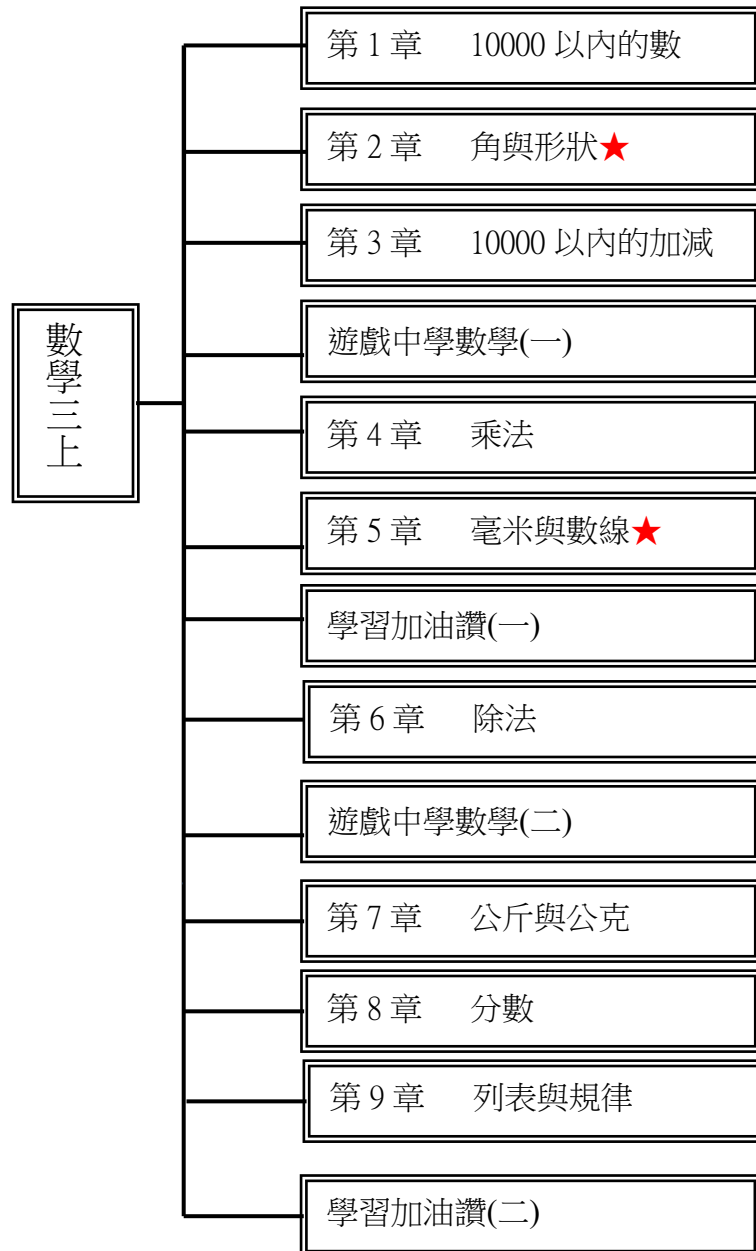 數學三上
第 1 章 10000 以內的數
第 2 章 角與形狀★
第 3 章 10000 以內的加減
遊戲中學數學(一)
第 4 章 乘法
第 5 章 毫米與數線★
學習加油讚(一)
第 6 章 除法
遊戲中學數學(二)
第 7 章 公斤與公克
第 8 章 分數
第 9 章 列表與規律
學習加油讚(二)